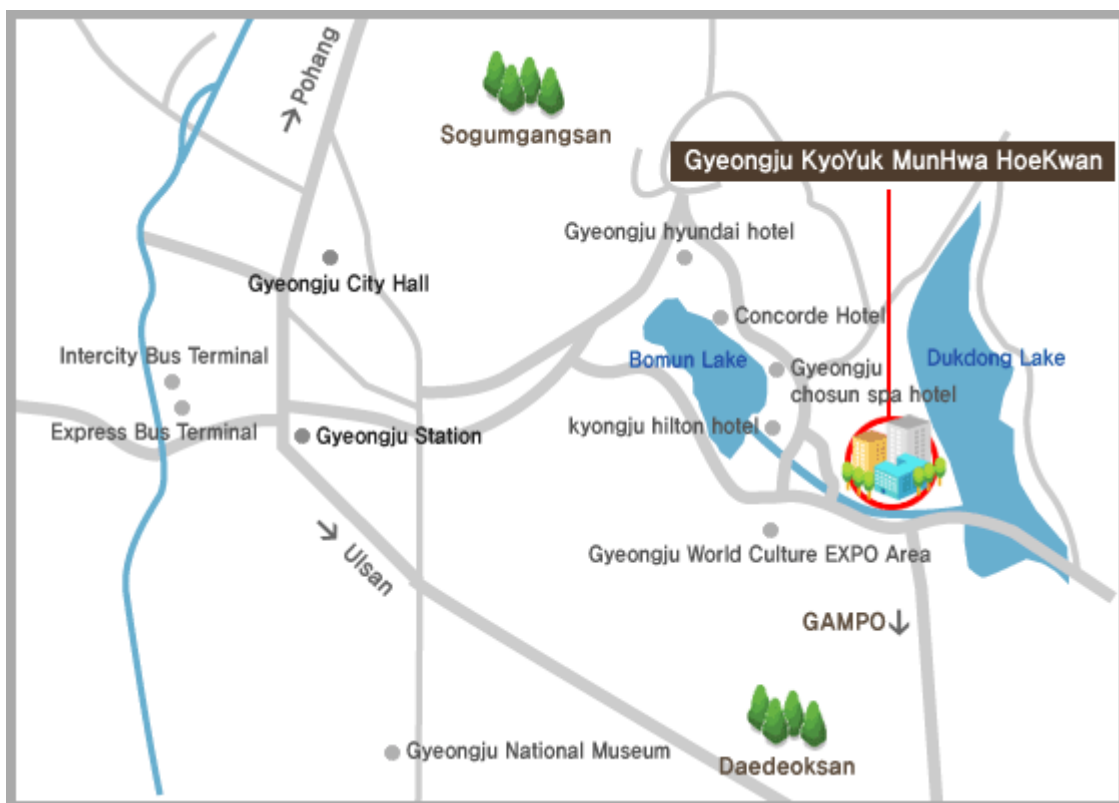 Pohang
Sogumgangsan
Gyeongju KyoYuk MunHwa HoeKwan
Gyeongju hyundai hotel
Gyeongju City Hall
Concorde Hotel
Intercity Bus Terminal
Bomun Lake
Dukdong Lake
Gyeongju
chosun spa hotel
Express Bus Terminal
Gyeongju Station
kyongju hilton hotel
Gyeongju World Culture EXPO Area
Ulsan
GAMPO
Gyeongju National Museum
Daedeoksan